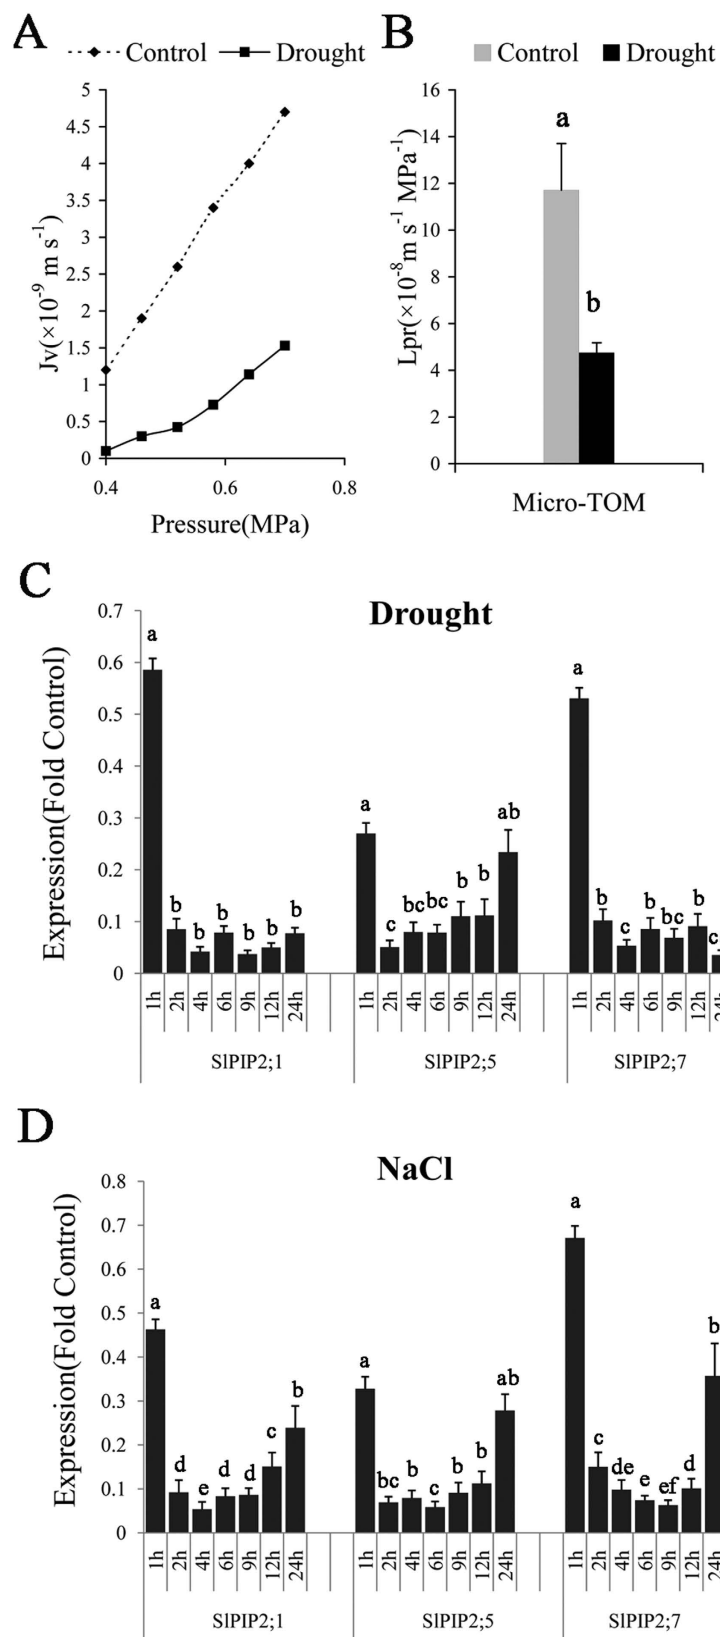 A
Control
Drought
5
4.5
4
3.5
3
2.5
2
1.5
1
0.5
0
0.4
0.6
0.8
Jv(×10⁻⁹ m s⁻¹)
Pressure(MPa)
B
Control
Drought
16
14
12
10
8
6
4
2
0
Lpr(×10⁻⁸m s⁻¹ MPa⁻¹)
a
b
Micro-TOM
C
Drought
0.7
0.6
0.5
0.4
0.3
0.2
0.1
0
Expression(Fold Control)
a b b b b b b
a c bc bc b b ab
a b c b bc b c
1h 2h 4h 6h 9h 12h 24h
1h 2h 4h 6h 9h 12h 24h
1h 2h 4h 6h 9h 12h 24h
SlPIP2;1
SlPIP2;5
SlPIP2;7
D
NaCl
0.8
0.7
0.6
0.5
0.4
0.3
0.2
0.1
0
Expression(Fold Control)
a d e d d c b
a bc b c b b ab
a c de e ef d b
1h 2h 4h 6h 9h 12h 24h
1h 2h 4h 6h 9h 12h 24h
1h 2h 4h 6h 9h 12h 24h
SlPIP2;1
SlPIP2;5
SlPIP2;7